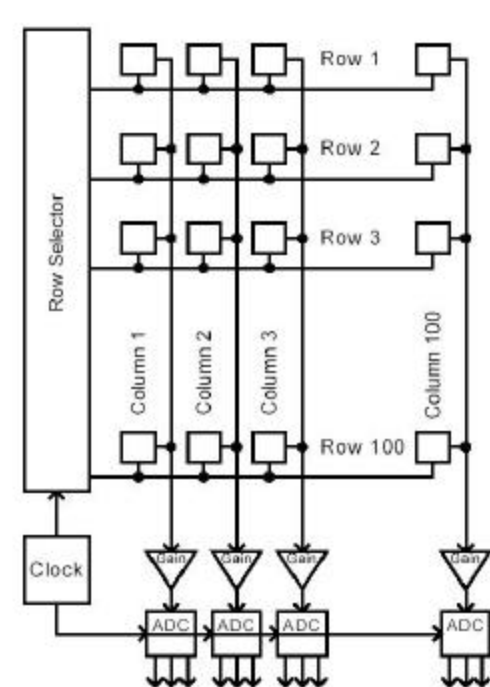 Row 1
Row 2
Row 3
Row Selector
Column 1
Column 2
Column 3
Column 100
Row 100
Clock
Gain
Gain
Gain
Gain
ADC
ADC
ADC
ADC